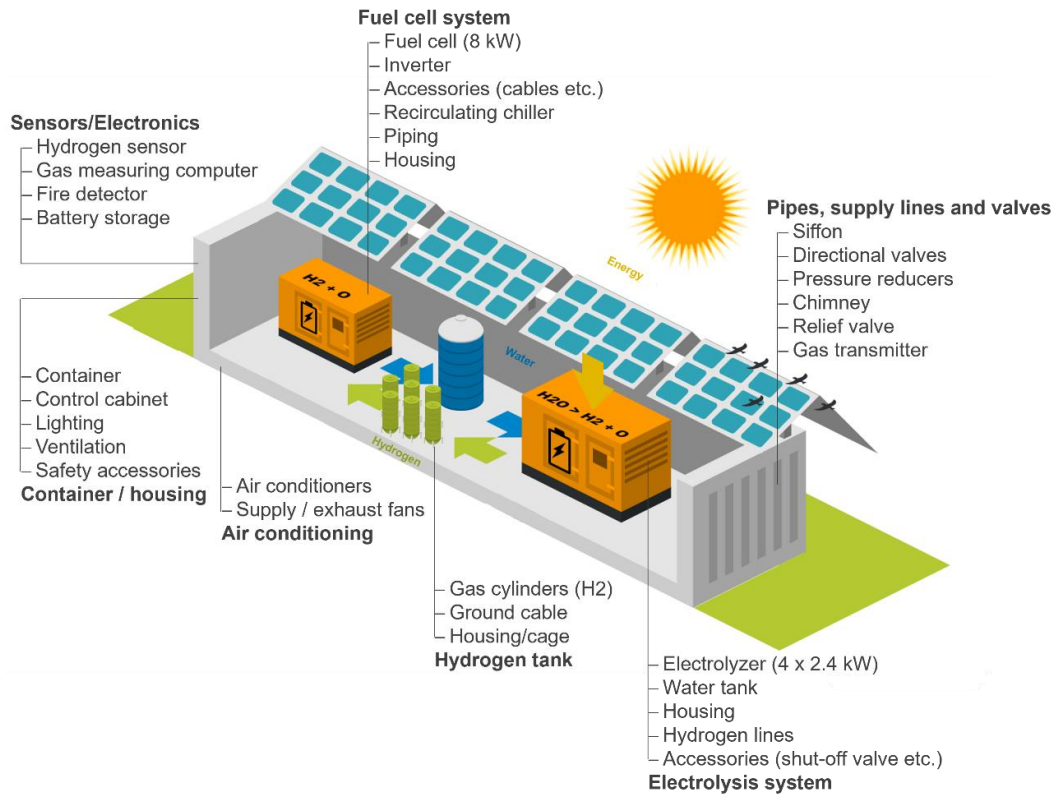 Fuel cell system
Fuel cell (8 kW)
Inverter
Accessories (cables etc.)
Recirculating chiller
Piping
Housing
Sensors/Electronics
Hydrogen sensor
Gas measuring computer
Fire detector
Battery storage
Pipes, supply lines and valves
Siffon
Directional valves
Pressure reducers
Chimney
Relief valve
Gas transmitter
Energy
H2 + O
Water
H2O > H2 + O
Hydrogen
Container
Control cabinet
Lighting
Ventilation
Safety accessories
Container / housing
Air conditioners
Supply / exhaust fans
Air conditioning
Gas cylinders (H2)
Ground cable
Housing/cage
Hydrogen tank
Electrolyzer (4 x 2.4 kW)
Water tank
Housing
Hydrogen lines
Accessories (shut-off valve etc.)
Electrolysis system